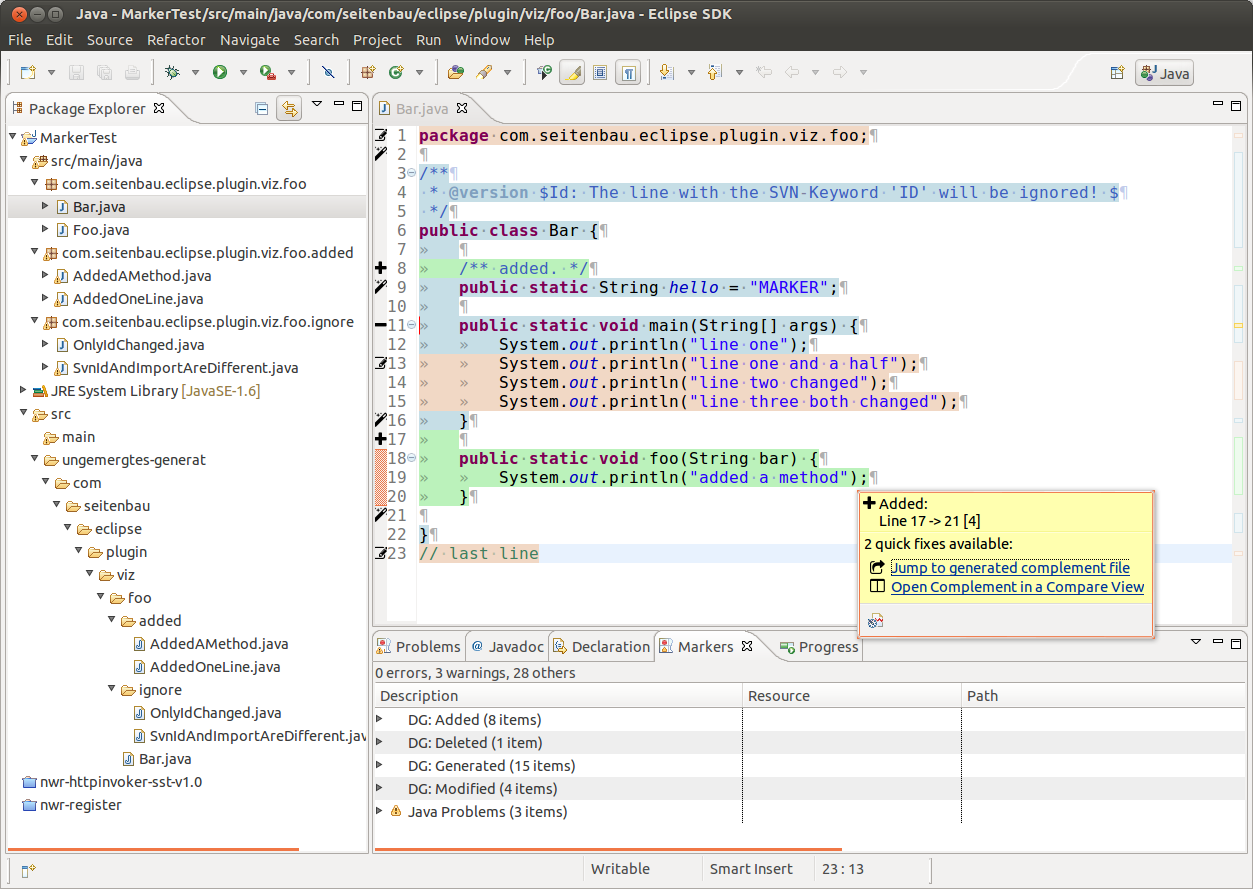 Java - MarkerTest/src/main/java/com/seitenbau/eclipse/plugin/viz/foo/Bar.java - Eclipse SDK
File Edit Source Refactor Navigate Search Project Run Window Help
Java
Package Explorer
MarkerTest
src/main/java
com.seitenbau.eclipse.plugin.viz.foo
Bar.java
Foo.java
com.seitenbau.eclipse.plugin.viz.foo.added
AddedAMethod.java
AddedOneLine.java
com.seitenbau.eclipse.plugin.viz.foo.ignore
OnlyIdChanged.java
SvnIdAndImportAreDifferent.java
JRE System Library [JavaSE-1.6]
src
main
ungemergtes-generat
com
seitenbau
eclipse
plugin
viz
foo
added
AddedAMethod.java
AddedOneLine.java
ignore
OnlyIdChanged.java
SvnIdAndImportAreDifferent.jav
Bar.java
nwr-httpinvoker-sst-v1.0
nwr-register
Bar.java
1 package·com.seitenbau.eclipse.plugin.viz.foo;¶
2 ¶
3 /**¶
4 ·*·@version·$Id:·The·line·with·the·SVN-Keyword·'ID'·will·be·ignored!·$¶
5 ·*/¶
6 public·class·Bar·{¶
7 » ¶
8 » /**·added.·*/¶
9 » public·static·String·hello·=·"MARKER";¶
10 » ¶
11 » public·static·void·main(String[]·args)·{¶
12 » » System.out.println("line·one");¶
13 » » System.out.println("line·one·and·a·half");¶
14 » » System.out.println("line·two·changed");¶
15 » » System.out.println("line·three·both·changed");¶
16 » }¶
17 » ¶
18 » public·static·void·foo(String·bar)·{¶
19 » » System.out.println("added·a·method");¶
20 » }¶
21 ¶
22 }¶
23 //·last·line
Added:
Line 17 -> 21 [4]
2 quick fixes available:
Jump to generated complement file
Open Complement in a Compare View
Problems @ Javadoc Declaration Markers Progress
0 errors, 3 warnings, 28 others
Description Resource Path
DG: Added (8 items)
DG: Deleted (1 item)
DG: Generated (15 items)
DG: Modified (4 items)
Java Problems (3 items)
Writable Smart Insert 23 : 13